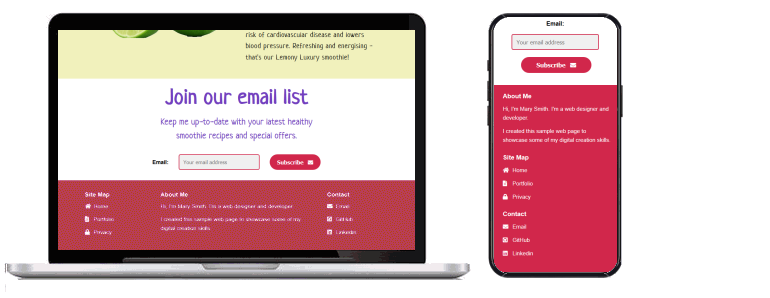 risk of cardiovascular disease and lowers
blood pressure. Refreshing and energising -
that's our Lemony Luxury smoothie!
Join our email list
Keep me up-to-date with your latest healthy
smoothie recipes and special offers.
Email:
Your email address
Subscribe
Site Map
Home
Portfolio
Privacy
About Me
Hi, I'm Mary Smith. I'm a web designer and developer.
I created this sample web page to showcase some of my
digital creation skills.
Contact
Email
GitHub
Linkedin
Email:
Your email address
Subscribe
About Me
Hi, I'm Mary Smith. I'm a web designer and
developer.
I created this sample web page to
showcase some of my digital creation skills.
Site Map
Home
Portfolio
Privacy
Contact
Email
GitHub
Linkedin